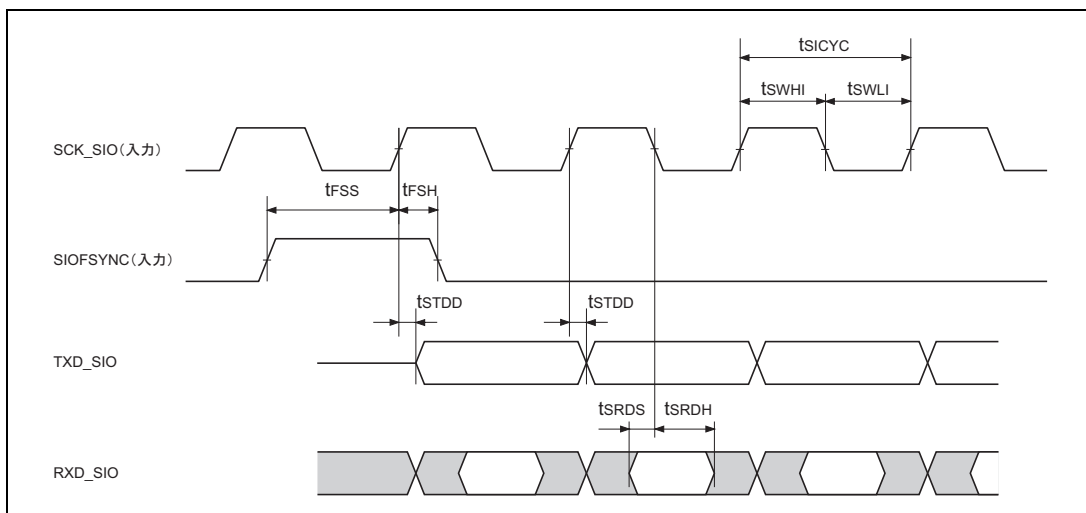 tSICYC
tSWHI tSWLI
SCK_SIO（入力）
tFSS tFSH
SIOFSYNC（入力）
tSTDD tSTDD
TXD_SIO
tSRDS tSRDH
RXD_SIO